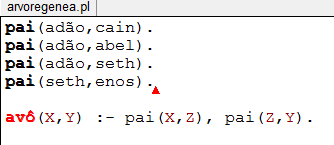 arvoregenea.pl
pai(adão,cain).
pai(adão,abel).
pai(adão,seth).
pai(seth,enos).
avô(X,Y) :- pai(X,Z), pai(Z,Y).